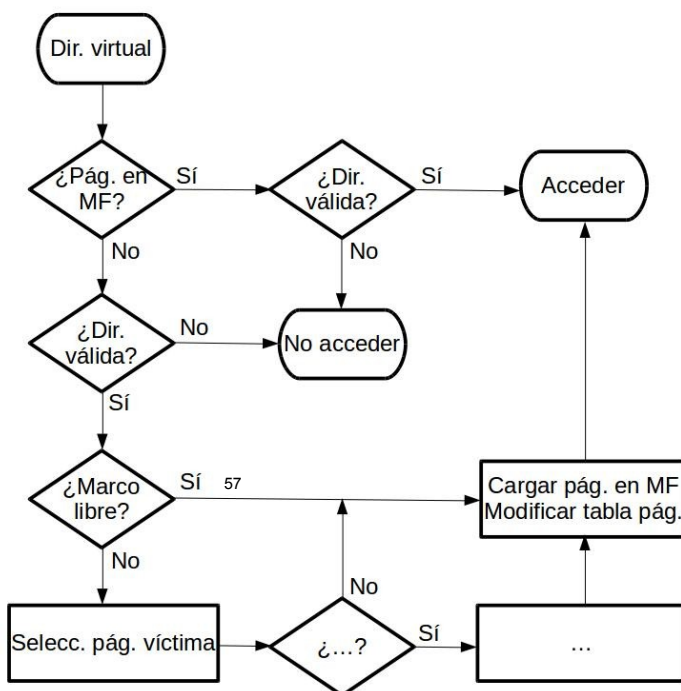 Dir. virtual
¿Pág. en
MF?
Sí
¿Dir.
válida?
Sí
Acceder
No
No
¿Dir.
válida?
No
No acceder
Sí
¿Marco
libre?
Sí
57
Cargar pág. en MF
Modificar tabla pág.
No
No
Selecc. pág. víctima
¿…?
Sí
…